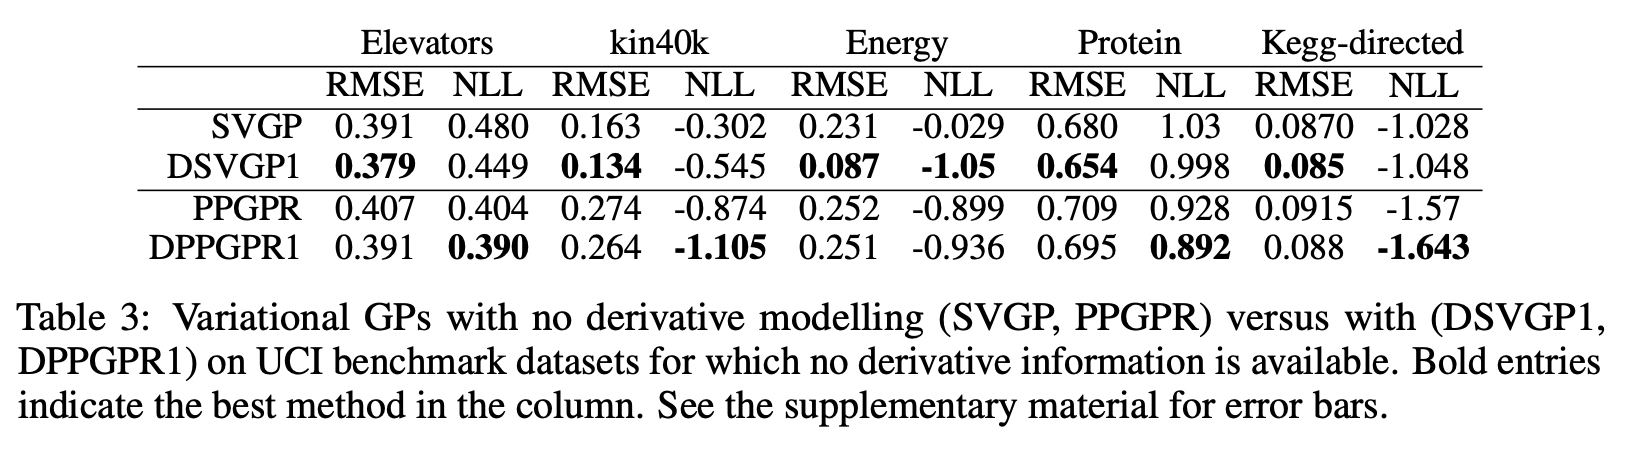 Elevators kin40k Energy Protein Kegg-directed
RMSE NLL RMSE NLL RMSE NLL RMSE NLL RMSE NLL
SVGP 0.391 0.480 0.163 -0.302 0.231 -0.029 0.680 1.03 0.0870 -1.028
DSVGP1 0.379 0.449 0.134 -0.545 0.087 -1.05 0.654 0.998 0.085 -1.048
PPGPR 0.407 0.404 0.274 -0.874 0.252 -0.899 0.709 0.928 0.0915 -1.57
DPPGPR1 0.391 0.390 0.264 -1.105 0.251 -0.936 0.695 0.892 0.088 -1.643
Table 3: Variational GPs with no derivative modelling (SVGP, PPGPR) versus with (DSVGP1,
DPPGPR1) on UCI benchmark datasets for which no derivative information is available. Bold entries
indicate the best method in the column. See the supplementary material for error bars.